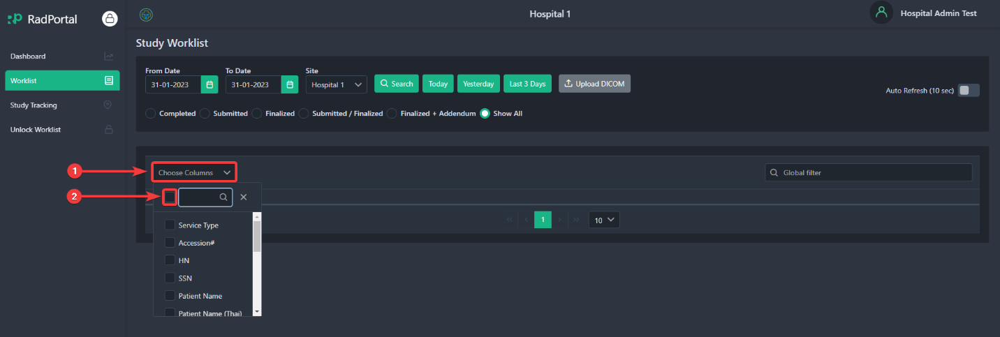 RadPortal
Hospital 1
Hospital Admin Test
Dashboard
Worklist
Study Tracking
Unlock Worklist
Study Worklist
From Date To Date Site
31-01-2023 31-01-2023 Hospital 1 Search Today Yesterday Last 3 Days Upload DICOM
Auto Refresh (10 sec)
Completed Submitted Finalized Submitted / Finalized Finalized + Addendum Show All
1 Choose Columns Global filter
2
1 10
Service Type
Accession#
HN
SSN
Patient Name
Patient Name (Thai)